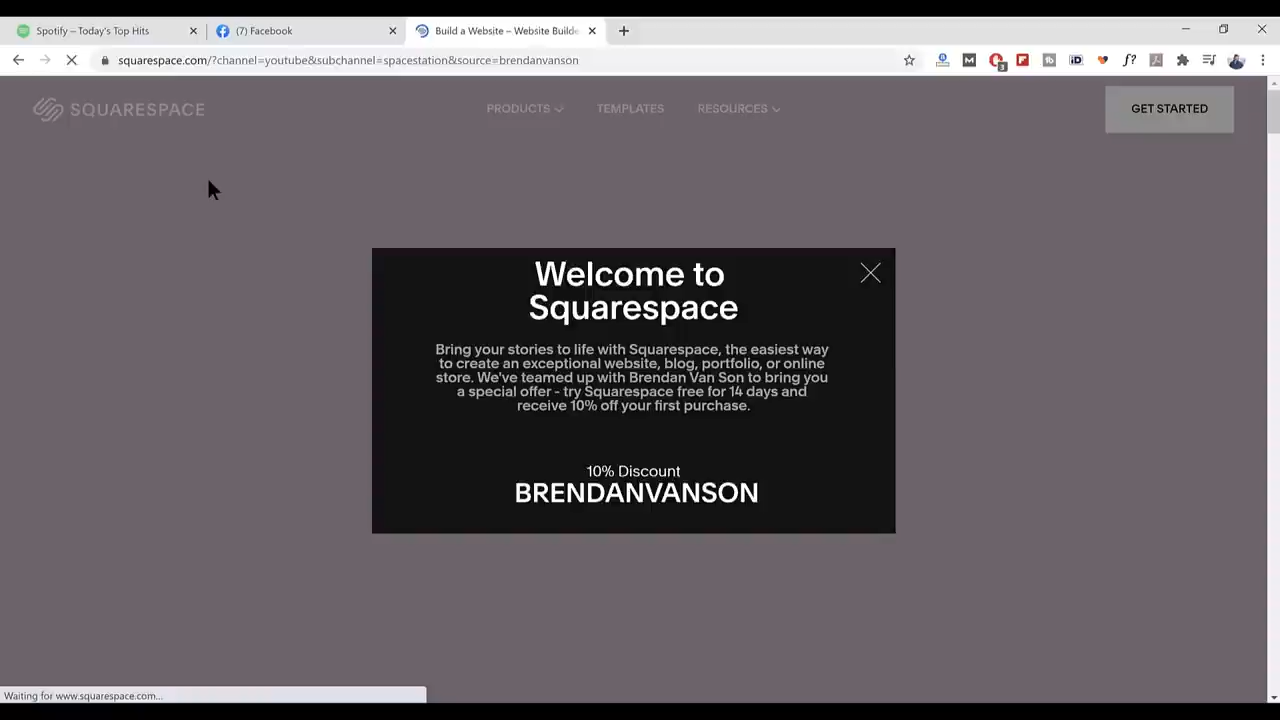 Spotify – Today's Top Hits
(7) Facebook
Build a Website – Website Builde
squarespace.com/?channel=youtube&subchannel=spacestation&source=brendanvanson
SQUARESPACE
PRODUCTS
TEMPLATES
RESOURCES
GET STARTED
Welcome to
Squarespace
Bring your stories to life with Squarespace, the easiest way
to create an exceptional website, blog, portfolio, or online
store. We've teamed up with Brendan Van Son to bring you
a special offer - try Squarespace free for 14 days and
receive 10% off your first purchase.
10% Discount
BRENDANVANSON
Waiting for www.squarespace.com...